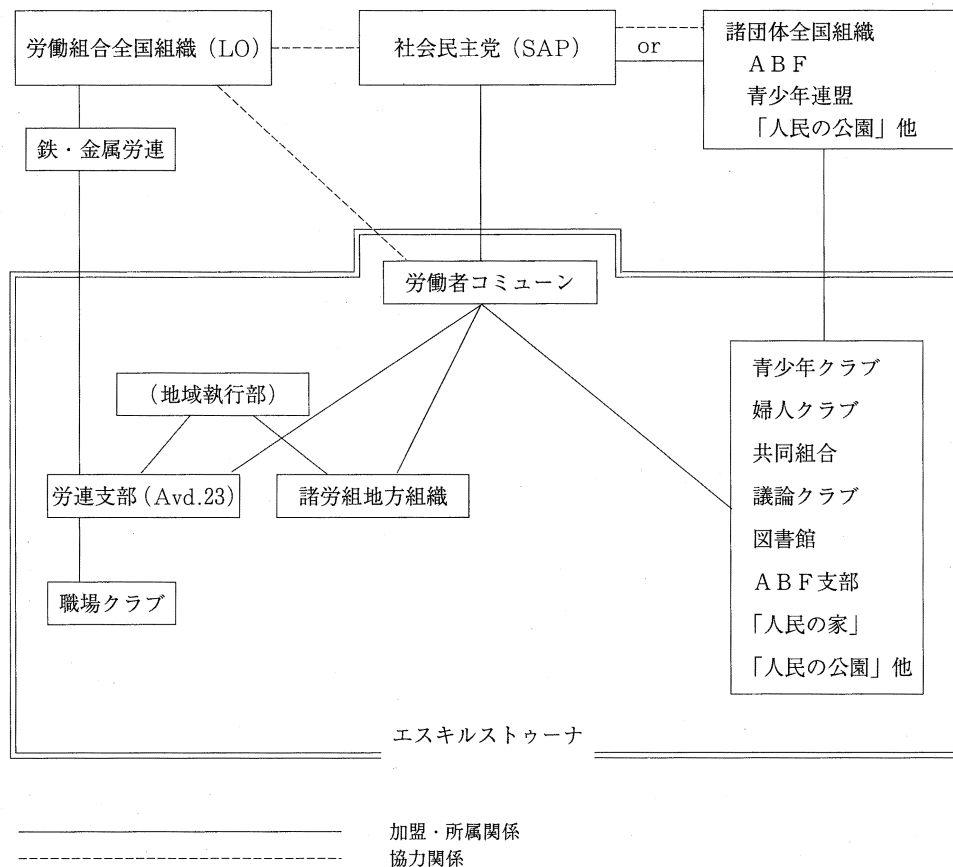 労働組合全国組織（LO）
社会民主党（SAP）
or
諸団体全国組織
ＡＢＦ
青少年連盟
「人民の公園」他
鉄・金属労連
労働者コミューン
（地域執行部）
労連支部（Avd.23）
諸労組地方組織
職場クラブ
青少年クラブ
婦人クラブ
共同組合
議論クラブ
図書館
ＡＢＦ支部
「人民の家」
「人民の公園」他
エスキルストゥーナ
加盟・所属関係
協力関係